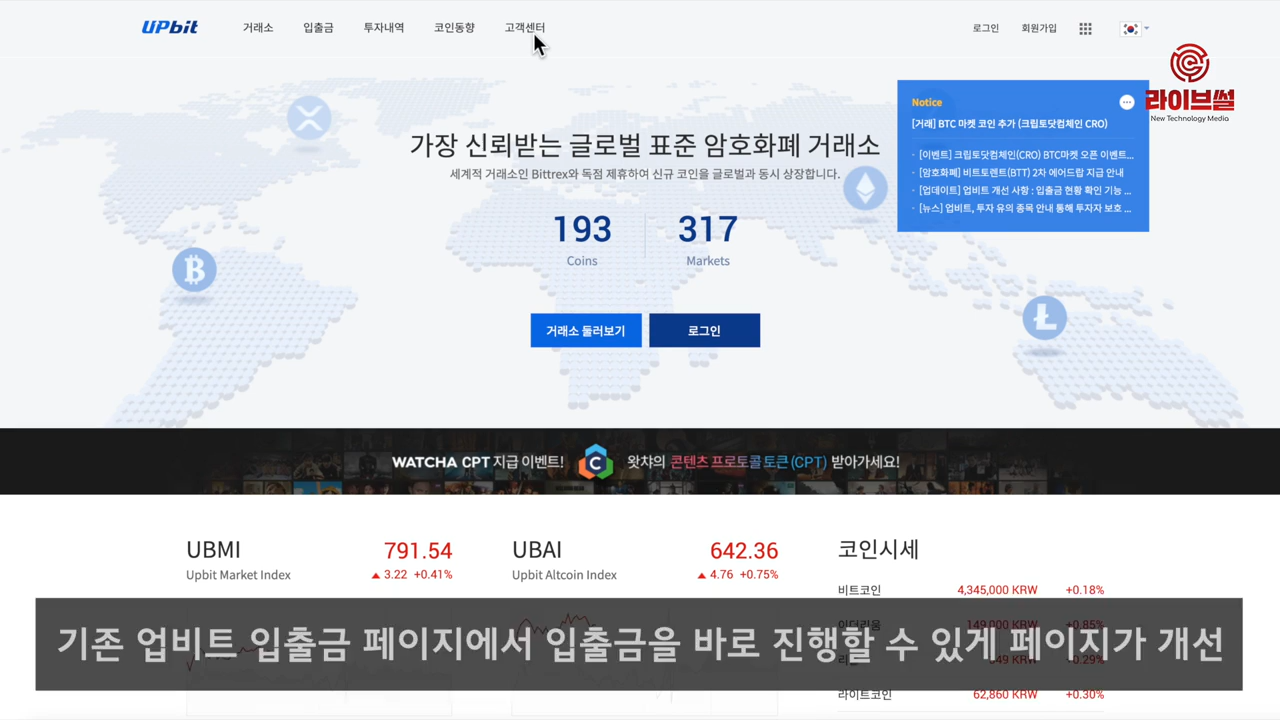 UPbit 거래소 입출금 투자내역 코인동향 고객센터 로그인 회원가입
라이브썰
New Technology Media
Notice
[거래] BTC 마켓 코인 추가 (크립토닷컴체인 CRO)
· [이벤트] 크립토닷컴체인(CRO) BTC마켓 오픈 이벤트...
· [암호화폐] 비트토렌트(BTT) 2차 에어드랍 지급 안내
· [업데이트] 업비트 개선 사항 : 입출금 현황 확인 기능 ...
· [뉴스] 업비트, 투자 유의 종목 안내 통해 투자자 보호 ...
가장 신뢰받는 글로벌 표준 암호화폐 거래소
세계적 거래소인 Bittrex와 독점 제휴하여 신규 코인을 글로벌과 동시 상장합니다.
193 317
Coins Markets
거래소 둘러보기 로그인
WATCHA CPT 지급 이벤트! 왓챠의 콘텐츠 프로토콜 토큰 (CPT) 받아가세요!
UBMI 791.54 UBAI 642.36 코인시세
Upbit Market Index ▲ 3.22 +0.41% Upbit Altcoin Index ▲ 4.76 +0.75%
비트코인 4,345,000 KRW +0.18%
이더리움 149,000 KRW +0.85%
349 KRW +0.29%
기존 업비트 입출금 페이지에서 입출금을 바로 진행할 수 있게 페이지가 개선
라이트코인 62,860 KRW +0.30%